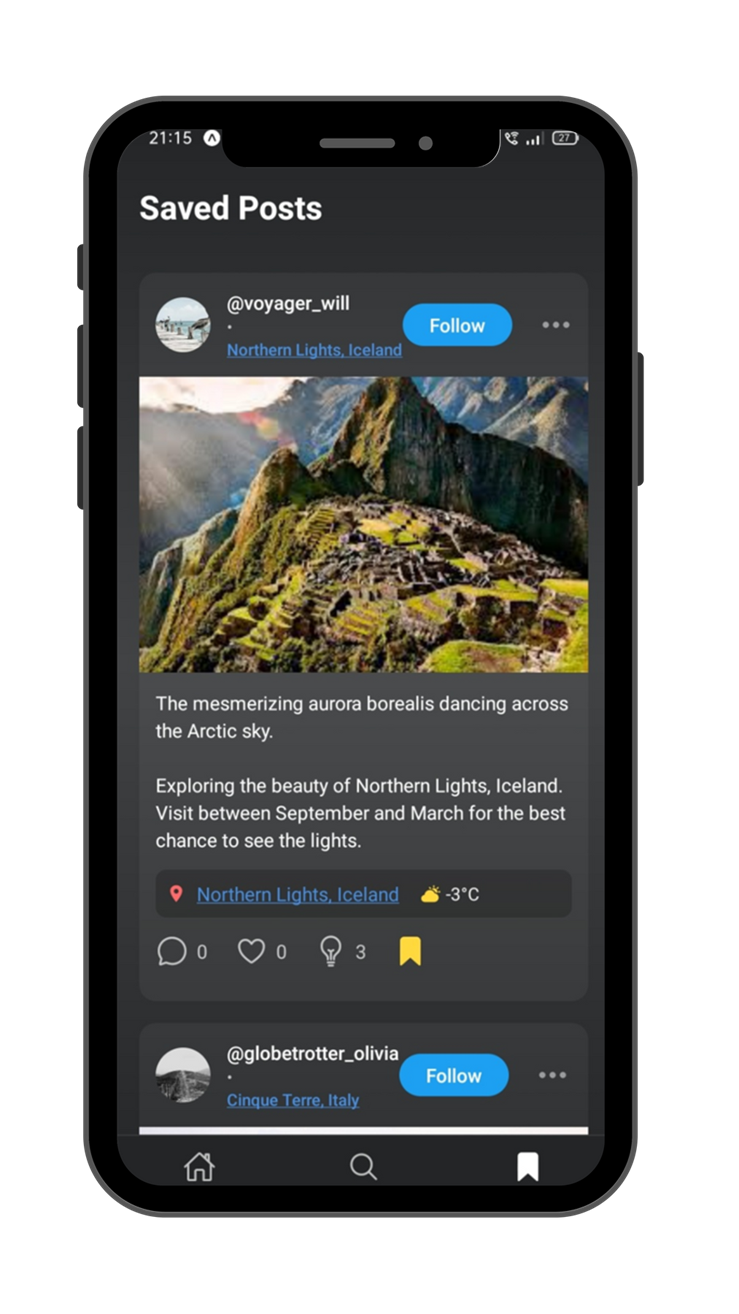 21:15
27
Saved Posts
@voyager_will
·
Northern Lights, Iceland
Follow
The mesmerizing aurora borealis dancing across
the Arctic sky.
Exploring the beauty of Northern Lights, Iceland.
Visit between September and March for the best
chance to see the lights.
Northern Lights, Iceland
-3°C
0
0
3
@globetrotter_olivia
·
Cinque Terre, Italy
Follow